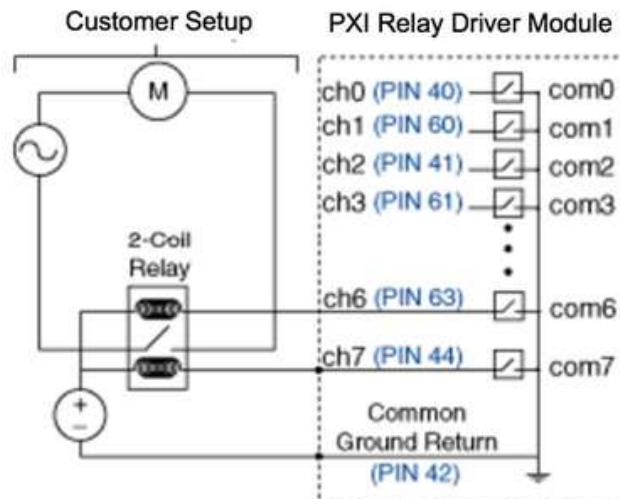 Customer Setup
PXI Relay Driver Module
M
ch0 (PIN 40)
com0
ch1 (PIN 60)
com1
ch2 (PIN 41)
com2
ch3 (PIN 61)
com3
2-Coil
Relay
ch6 (PIN 63)
com6
ch7 (PIN 44)
com7
+
−
Common
Ground Return
(PIN 42)